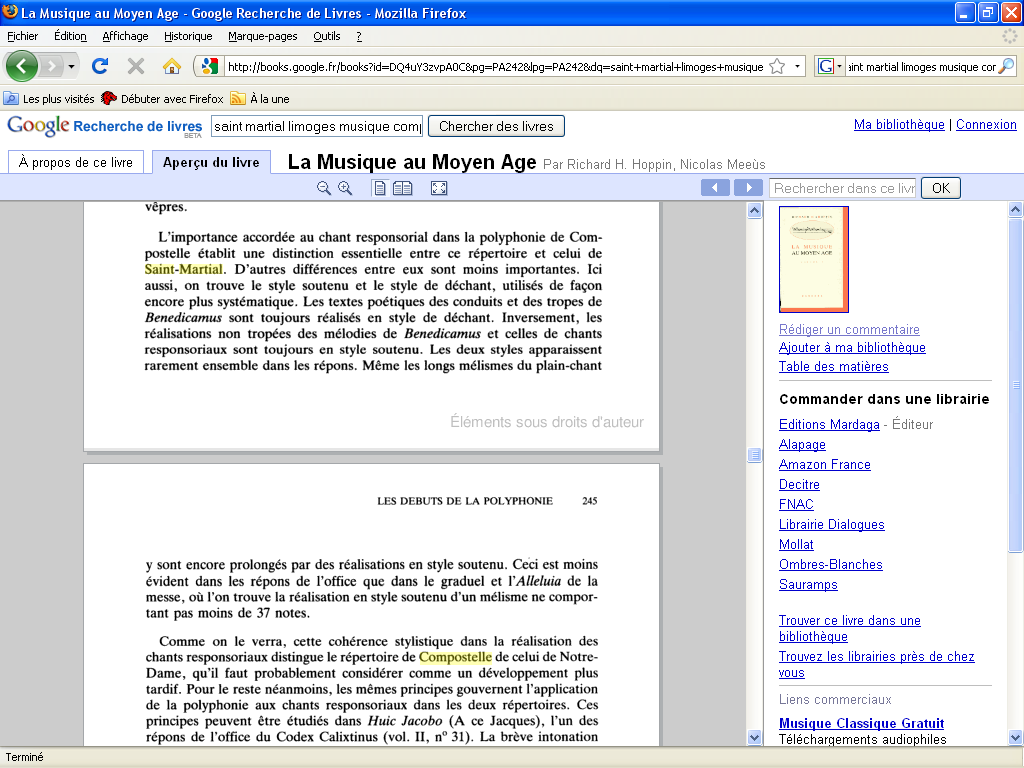 La Musique au Moyen Age - Google Recherche de Livres - Mozilla Firefox
Fichier Édition Affichage Historique Marque-pages Outils ?
http://books.google.fr/books?id=DQ4uY3zvpA0C&pg=PA242&lpg=PA242&dq=saint+martial+limoges+musique
int martial limoges musique cor
Les plus visités Débuter avec Firefox À la une
Google Recherche de livres BETA
saint martial limoges musique comp
Chercher des livres
Ma bibliothèque | Connexion
À propos de ce livre
Aperçu du livre
La Musique au Moyen Age Par Richard H. Hoppin, Nicolas Meeùs
Rechercher dans ce livr OK
vêpres.
L'importance accordée au chant responsorial dans la polyphonie de Com-
postelle établit une distinction essentielle entre ce répertoire et celui de
Saint-Martial. D'autres différences entre eux sont moins importantes. Ici
aussi, on trouve le style soutenu et le style de déchant, utilisés de façon
encore plus systématique. Les textes poétiques des conduits et des tropes de
Benedicamus sont toujours réalisés en style de déchant. Inversement, les
réalisations non tropées des mélodies de Benedicamus et celles de chants
responsoriaux sont toujours en style soutenu. Les deux styles apparaissent
rarement ensemble dans les répons. Même les longs mélismes du plain-chant
Éléments sous droits d'auteur
LES DEBUTS DE LA POLYPHONIE 245
y sont encore prolongés par des réalisations en style soutenu. Ceci est moins
évident dans les répons de l'office que dans le graduel et l'Alleluia de la
messe, où l'on trouve la réalisation en style soutenu d'un mélisme ne compor-
tant pas moins de 37 notes.
Comme on le verra, cette cohérence stylistique dans la réalisation des
chants responsoriaux distingue le répertoire de Compostelle de celui de Notre-
Dame, qu'il faut probablement considérer comme un développement plus
tardif. Pour le reste néanmoins, les mêmes principes gouvernent l'application
de la polyphonie aux chants responsoriaux dans les deux répertoires. Ces
principes peuvent être étudiés dans Huic Jacobo (A ce Jacques), l'un des
répons de l'office du Codex Calixtinus (vol. II, nº 31). La brève intonation
LA MUSIQUE
AU MOYEN AGE
Rédiger un commentaire
Ajouter à ma bibliothèque
Table des matières
Commander dans une librairie
Editions Mardaga - Éditeur
Alapage
Amazon France
Decitre
FNAC
Librairie Dialogues
Mollat
Ombres-Blanches
Sauramps
Trouver ce livre dans une
bibliothèque
Trouvez les librairies près de chez
vous
Liens commerciaux
Musique Classique Gratuit
Téléchargements audiophiles
Terminé